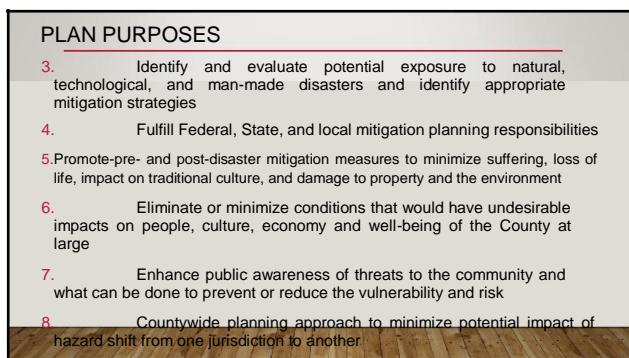 PLAN PURPOSES
3. Identify and evaluate potential exposure to natural,
technological, and man-made disasters and identify appropriate
mitigation strategies
4. Fulfill Federal, State, and local mitigation planning responsibilities
5.Promote-pre- and post-disaster mitigation measures to minimize suffering, loss of
life, impact on traditional culture, and damage to property and the environment
6. Eliminate or minimize conditions that would have undesirable
impacts on people, culture, economy and well-being of the County at
large
7. Enhance public awareness of threats to the community and
what can be done to prevent or reduce the vulnerability and risk
8. Countywide planning approach to minimize potential impact of
hazard shift from one jurisdiction to another